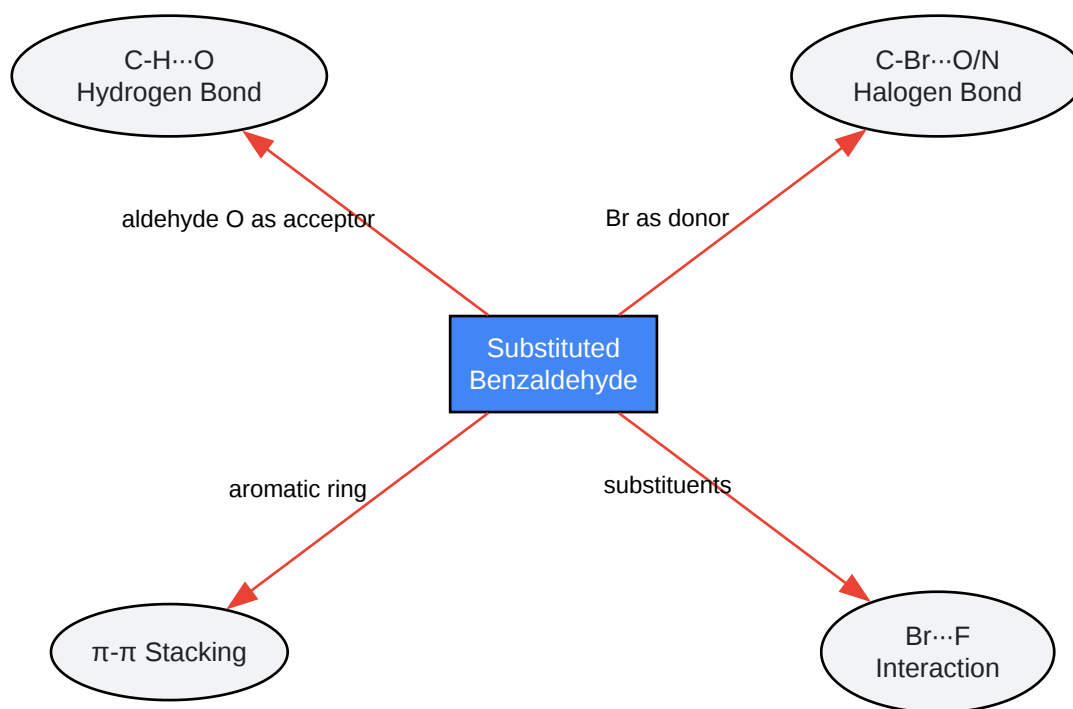 C-H···O
Hydrogen Bond
C-Br···O/N
Halogen Bond
aldehyde O as acceptor
Br as donor
Substituted
Benzaldehyde
aromatic ring
substituents
π-π Stacking
Br···F
Interaction